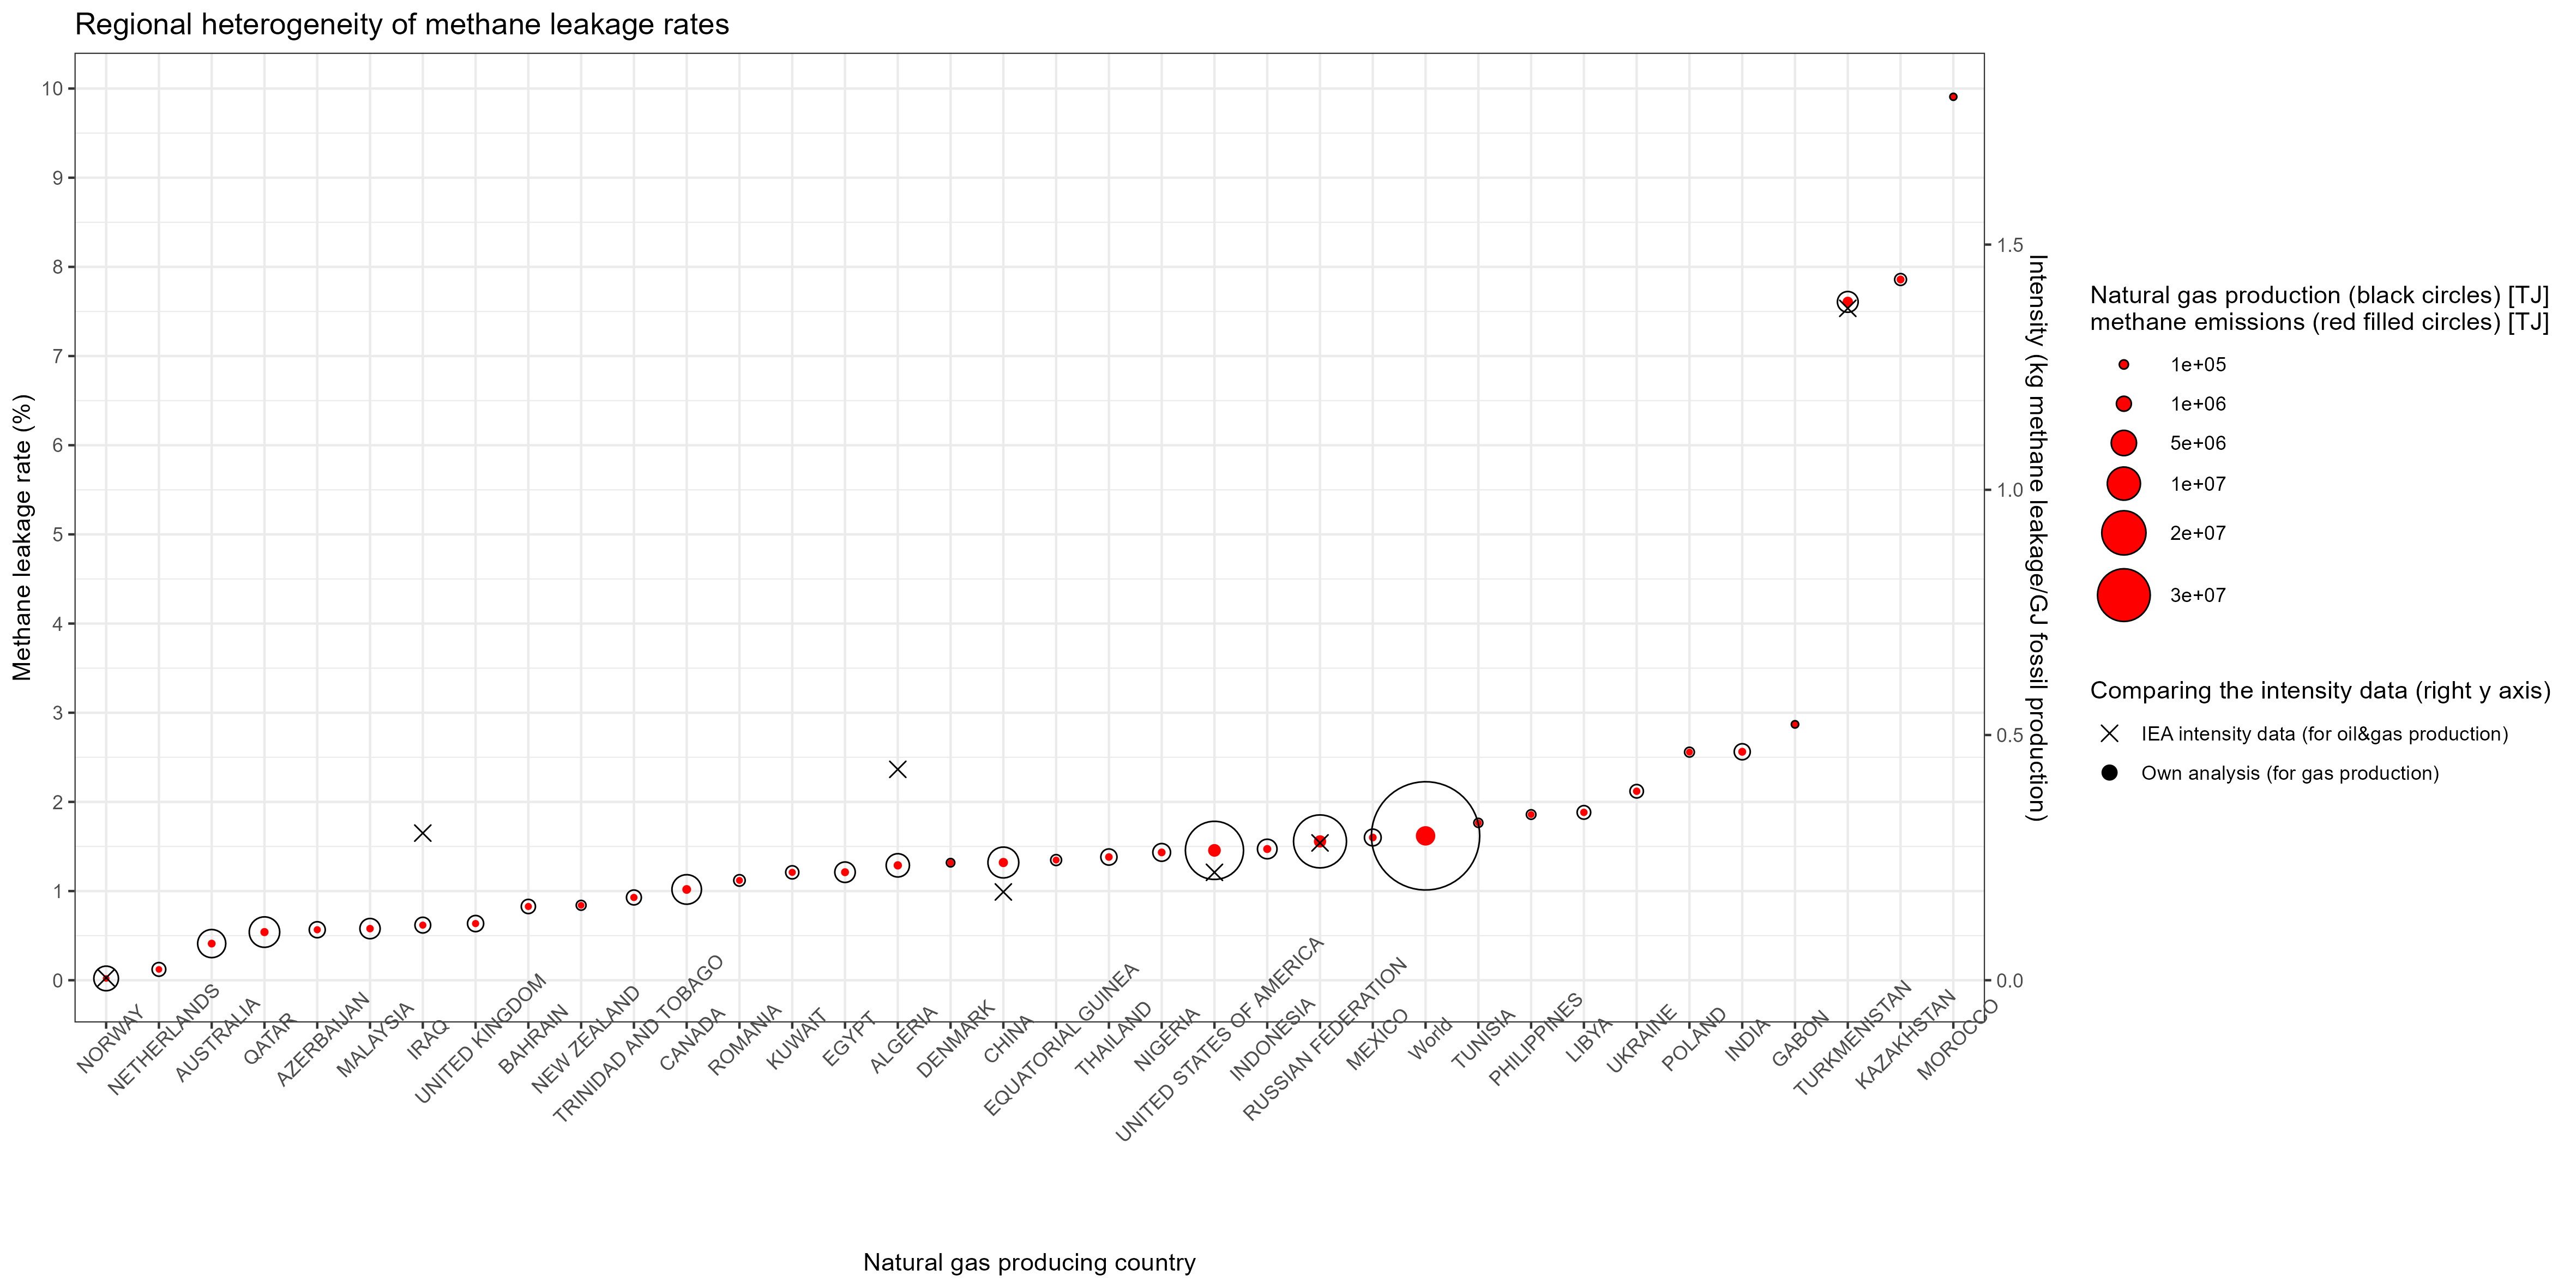 Regional heterogeneity of methane leakage rates
Methane leakage rate (%)
10
9
8
7
6
5
4
3
2
1
0
1.5
1.0
0.5
0.0
Intensity (kg methane leakage/GJ fossil production)
NORWAY
NETHERLANDS
AUSTRALIA
QATAR
AZERBAIJAN
MALAYSIA
IRAQ
UNITED KINGDOM
BAHRAIN
NEW ZEALAND
TRINIDAD AND TOBAGO
CANADA
ROMANIA
KUWAIT
EGYPT
ALGERIA
DENMARK
CHINA
EQUATORIAL GUINEA
THAILAND
NIGERIA
UNITED STATES OF AMERICA
INDONESIA
RUSSIAN FEDERATION
MEXICO
World
TUNISIA
PHILIPPINES
LIBYA
UKRAINE
POLAND
INDIA
GABON
TURKMENISTAN
KAZAKHSTAN
MOROCCO
Natural gas producing country
Natural gas production (black circles) [TJ]
methane emissions (red filled circles) [TJ]
1e+05
1e+06
5e+06
1e+07
2e+07
3e+07
Comparing the intensity data (right y axis)
IEA intensity data (for oil&gas production)
Own analysis (for gas production)